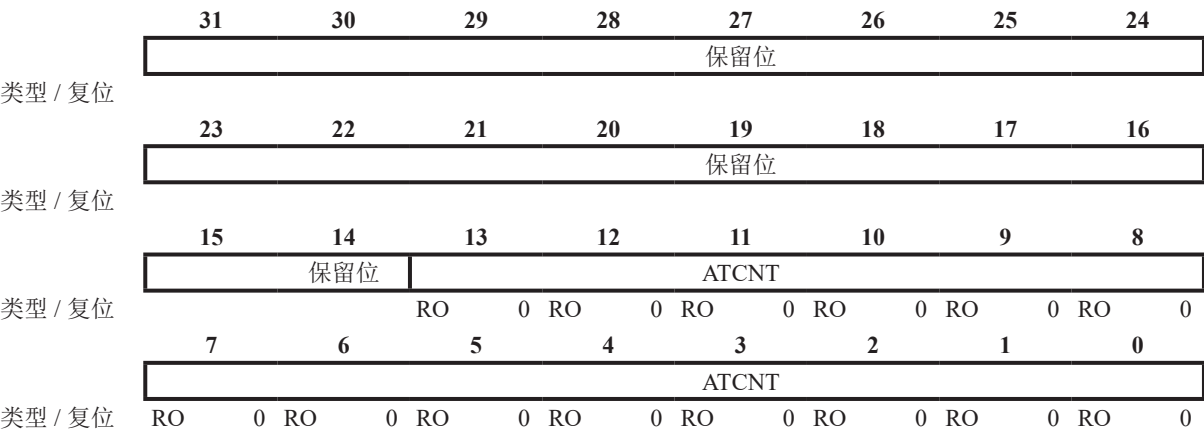 31 30 29 28 27 26 25 24
保留位
类型 / 复位
23 22 21 20 19 18 17 16
保留位
类型 / 复位
15 14 13 12 11 10 9 8
保留位 ATCNT
类型 / 复位 RO 0 RO 0 RO 0 RO 0 RO 0 RO 0
7 6 5 4 3 2 1 0
ATCNT
类型 / 复位 RO 0 RO 0 RO 0 RO 0 RO 0 RO 0 RO 0 RO 0